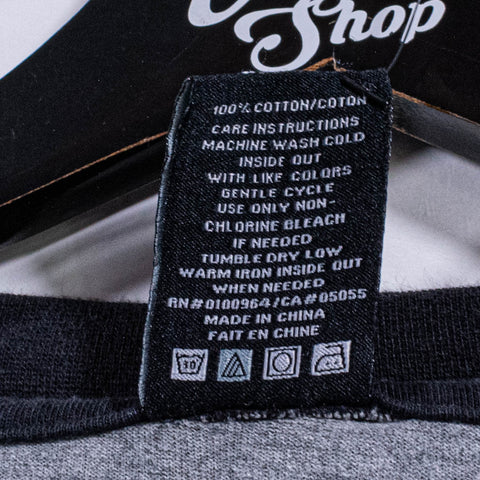 Shop
100% COTTON/COTON
CARE INSTRUCTIONS
MACHINE WASH COLD
INSIDE OUT
WITH LIKE COLORS
GENTLE CYCLE
USE ONLY NON-
CHLORINE BLEACH
IF NEEDED
TUMBLE DRY LOW
WARM IRON INSIDE OUT
WHEN NEEDED
RN#0100964/CA#05055
MADE IN CHINA
FAIT EN CHINE
30